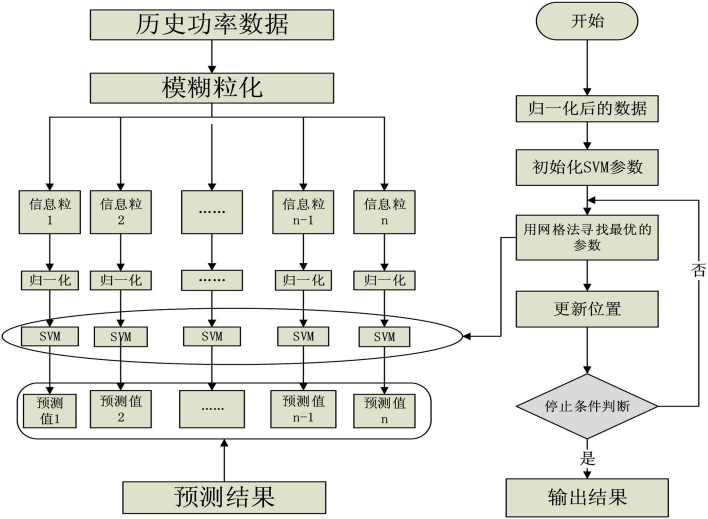 历史功率数据
模糊粒化
信息粒
1
信息粒
2
……
信息粒
n-1
信息粒
n
归一化
归一化
……
归一化
归一化
SVM
SVM
SVM
SVM
SVM
预测
值1
预测值
2
……
预测值
n-1
预测值
n
预测结果
开始
归一化后的数据
初始化SVM参数
用网格法寻找最优的
参数
否
更新位置
停止条件判断
是
输出结果